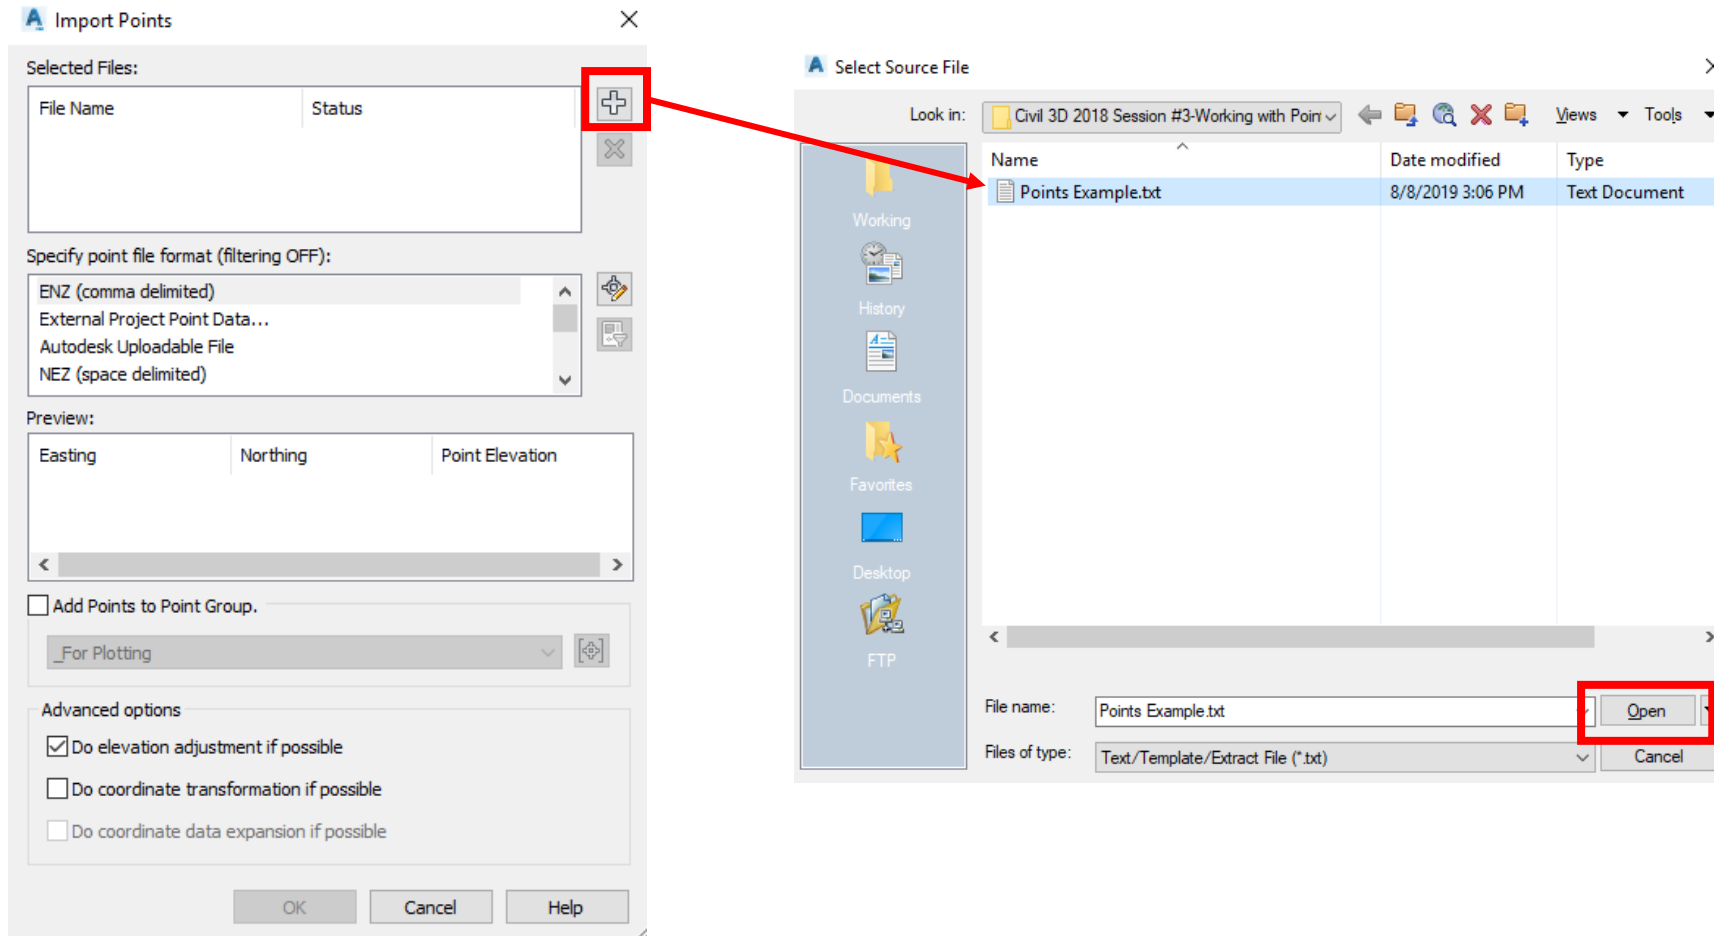 Import Points
Selected Files:
File Name Status
Specify point file format (filtering OFF):
ENZ (comma delimited)
External Project Point Data...
Autodesk Uploadable File
NEZ (space delimited)
Preview:
Easting Northing Point Elevation
Add Points to Point Group.
_For Plotting
Advanced options
Do elevation adjustment if possible
Do coordinate transformation if possible
Do coordinate data expansion if possible
OK Cancel Help
Select Source File
Look in: Civil 3D 2018 Session #3-Working with Poin Views Tools
Name Date modified Type
Points Example.txt 8/8/2019 3:06 PM Text Document
Working
History
Documents
Favorites
Desktop
FTP
File name: Points Example.txt Open
Files of type: Text/Template/Extract File (*.txt) Cancel